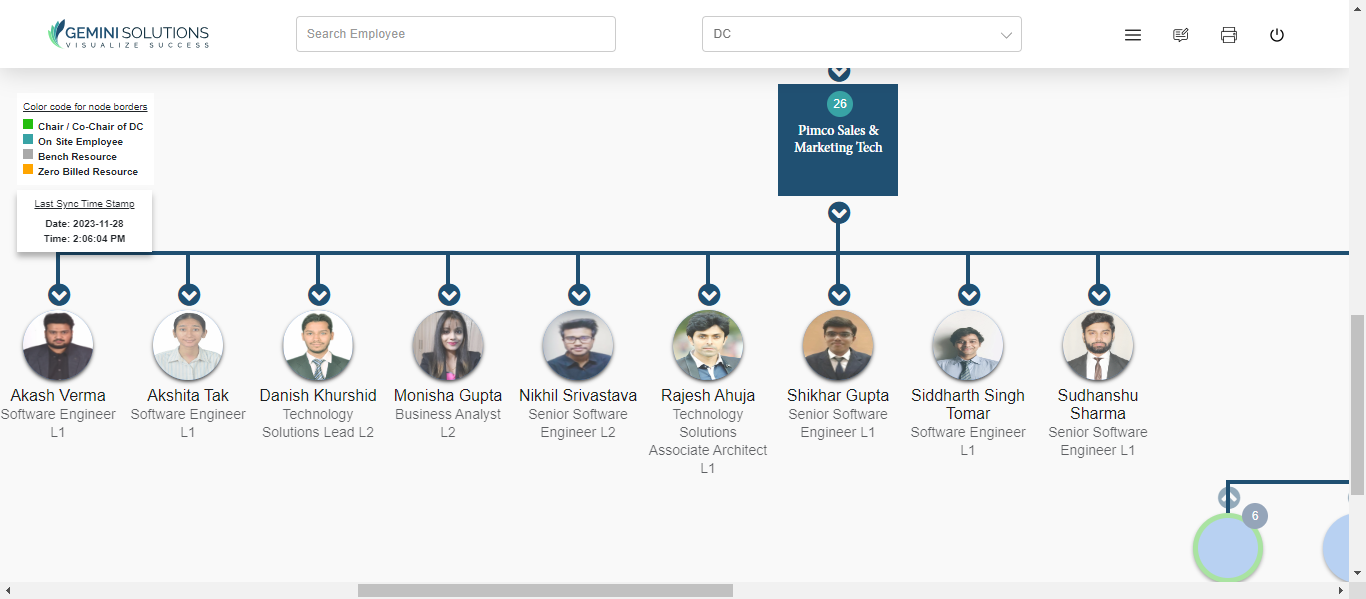 GEMINI SOLUTIONS
VISUALIZE SUCCESS
Search Employee
DC
Color code for node borders
Chair / Co-Chair of DC
On Site Employee
Bench Resource
Zero Billed Resource
Last Sync Time Stamp
Date: 2023-11-28
Time: 2:06:04 PM
26
Pimco Sales &
Marketing Tech
Akash Verma
Software Engineer
L1
Akshita Tak
Software Engineer
L1
Danish Khurshid
Technology
Solutions Lead L2
Monisha Gupta
Business Analyst
L2
Nikhil Srivastava
Senior Software
Engineer L2
Rajesh Ahuja
Technology
Solutions
Associate Architect
L1
Shikhar Gupta
Senior Software
Engineer L1
Siddharth Singh
Tomar
Software Engineer
L1
Sudhanshu
Sharma
Senior Software
Engineer L1
6